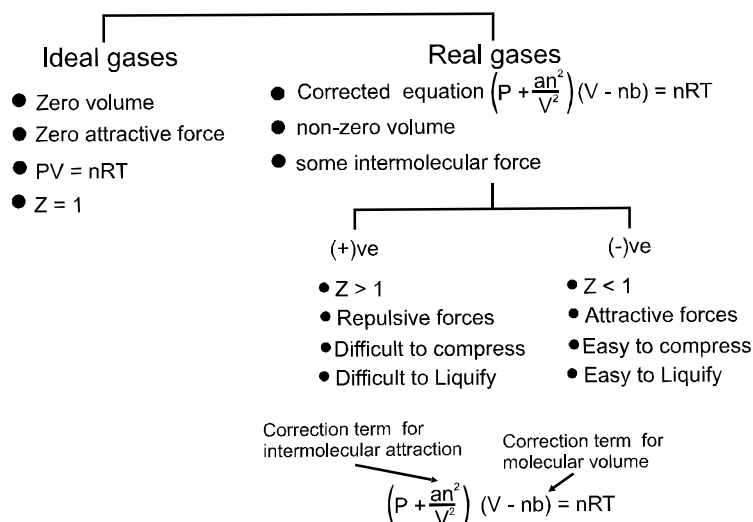 Ideal gases
● Zero volume
● Zero attractive force
● PV = nRT
● Z = 1
Real gases
● Corrected equation (P + an²/V²) (V - nb) = nRT
● non-zero volume
● some intermolecular force
(+)ve
● Z > 1
● Repulsive forces
● Difficult to compress
● Difficult to Liquify
(-)ve
● Z < 1
● Attractive forces
● Easy to compress
● Easy to Liquify
Correction term for
intermolecular attraction
Correction term for
molecular volume
(P + an²/V²) (V - nb) = nRT